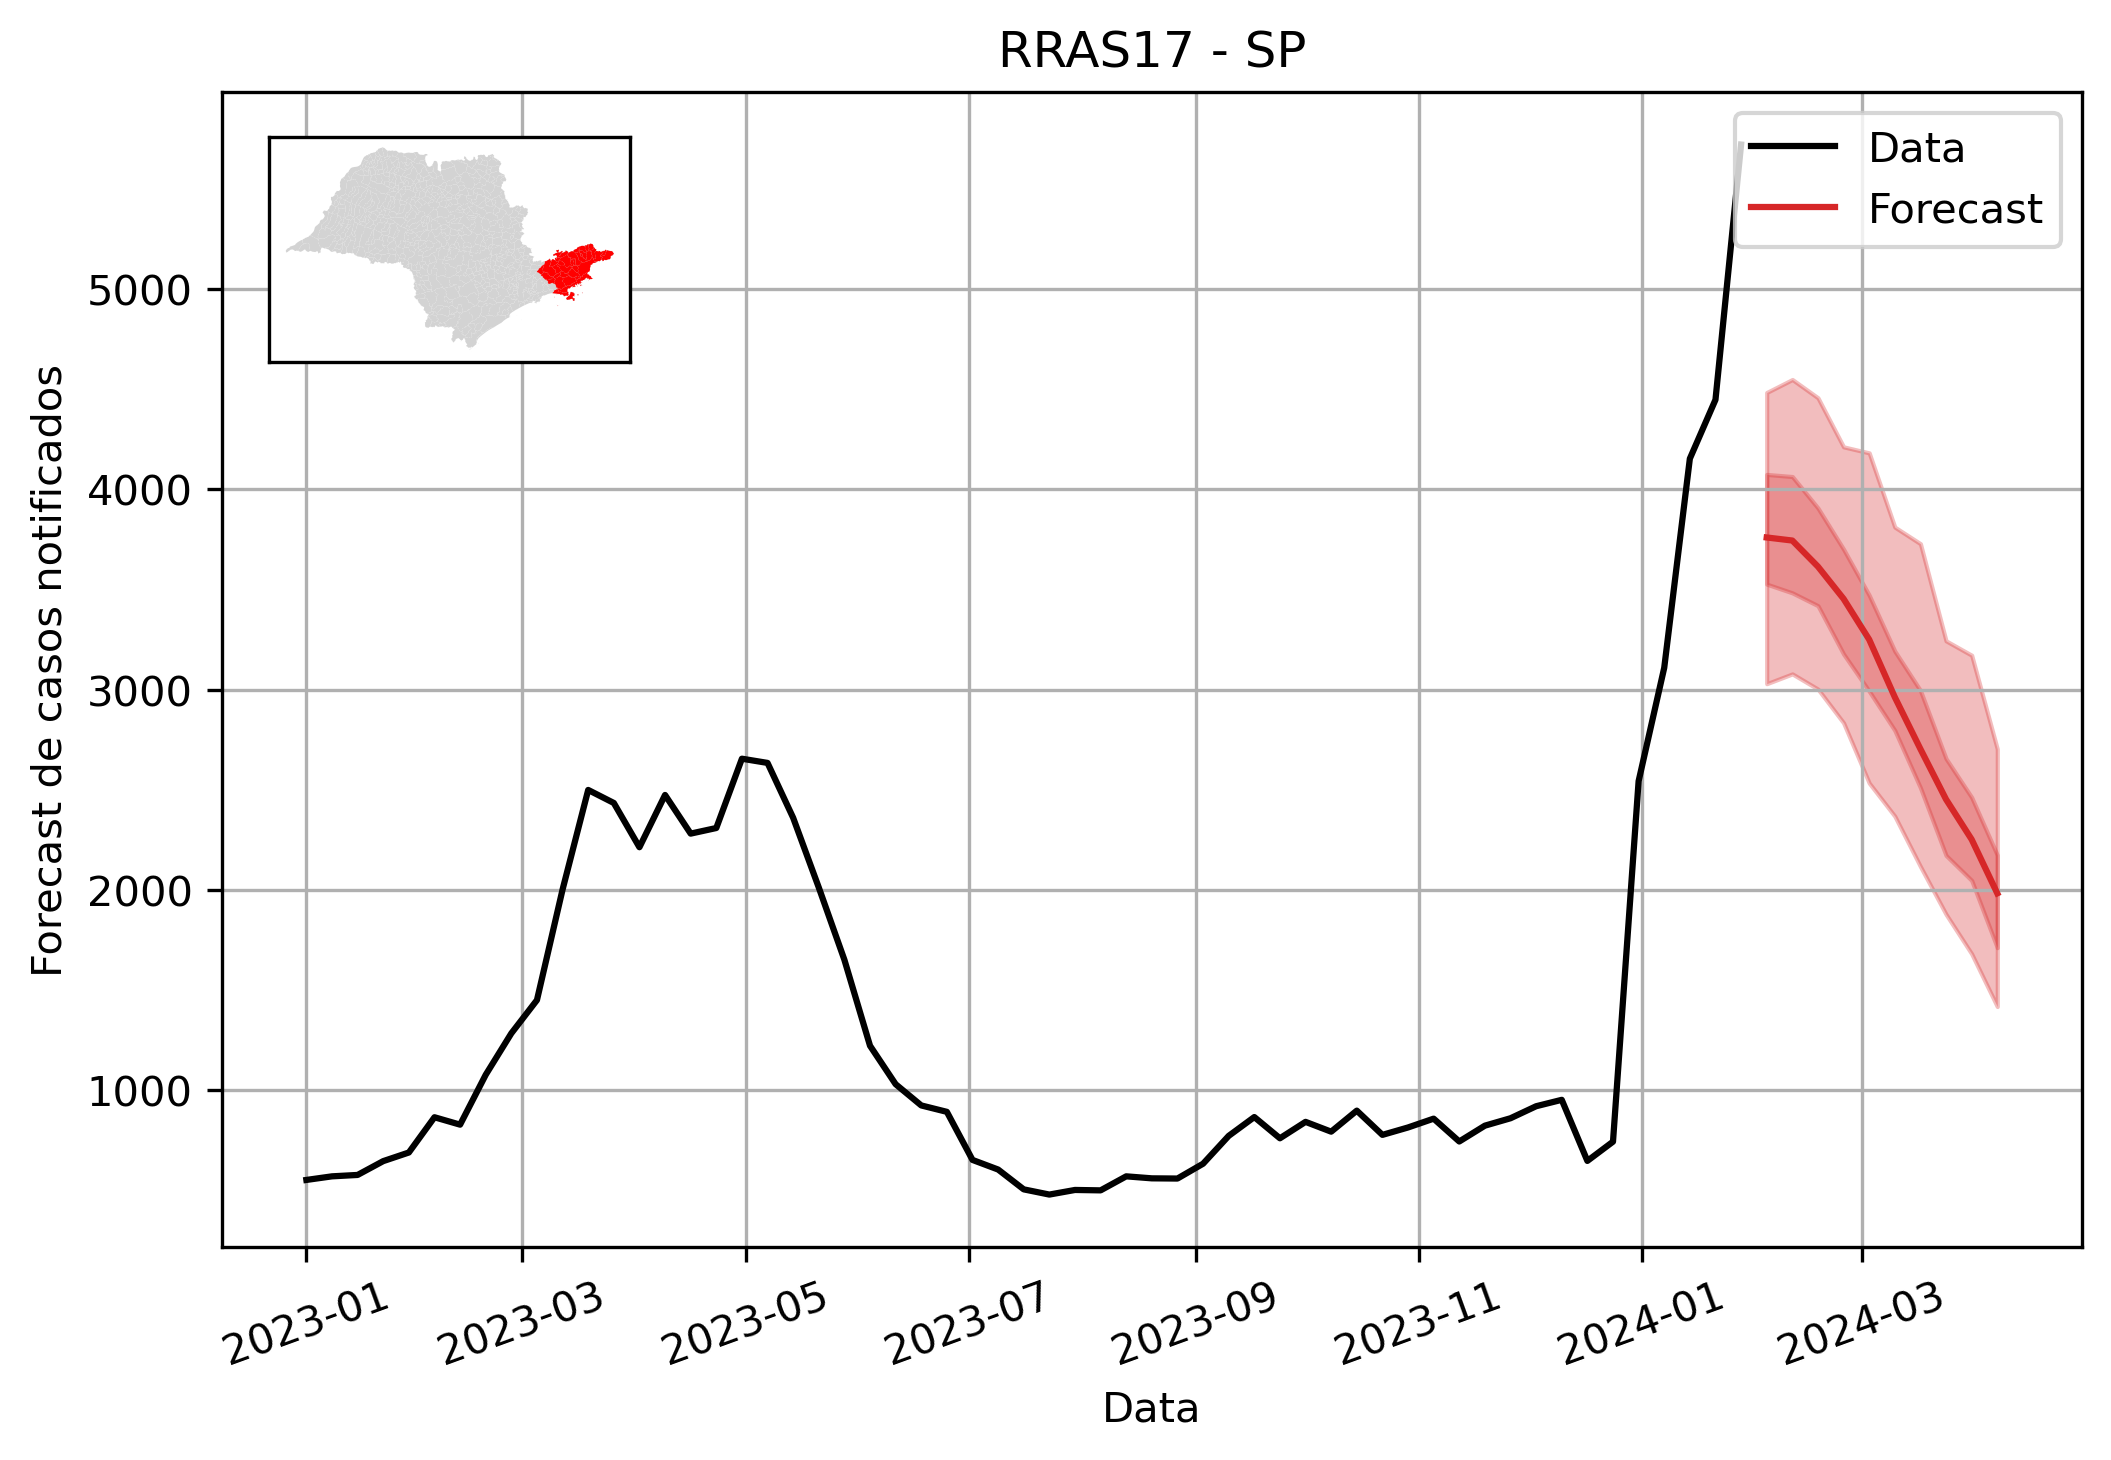 RRAS17 - SP
Data
Forecast
5000
4000
3000
2000
1000
Forecast de casos notificados
2023-01
2023-03
2023-05
2023-07
2023-09
2023-11
2024-01
2024-03
Data